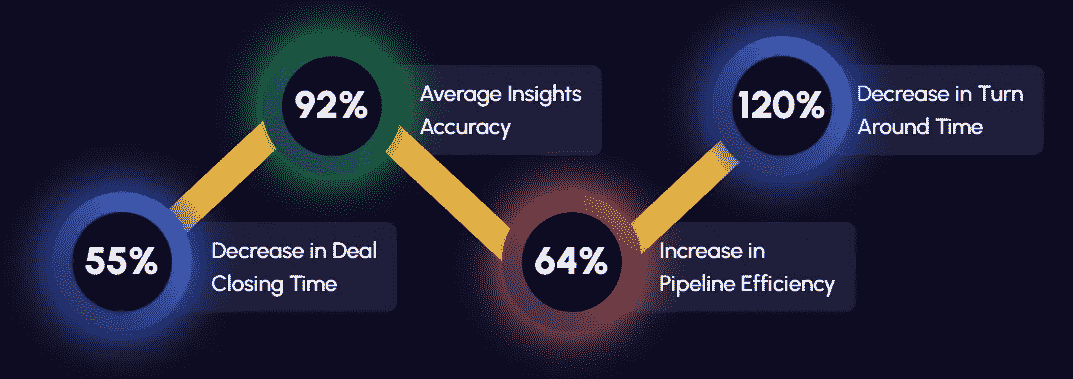 55%
Decrease in Deal
Closing Time
92%
Average Insights
Accuracy
64%
Increase in
Pipeline Efficiency
120%
Decrease in Turn
Around Time